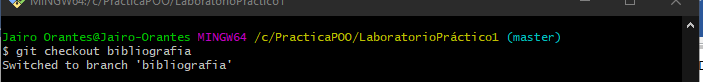 MINGW64:/c/PracticaPOO/LaboratorioPráctico1
Jairo Orantes@Jairo-Orantes MINGW64 /c/PracticaPOO/LaboratorioPráctico1 (master)
$ git checkout bibliografia
Switched to branch 'bibliografia'